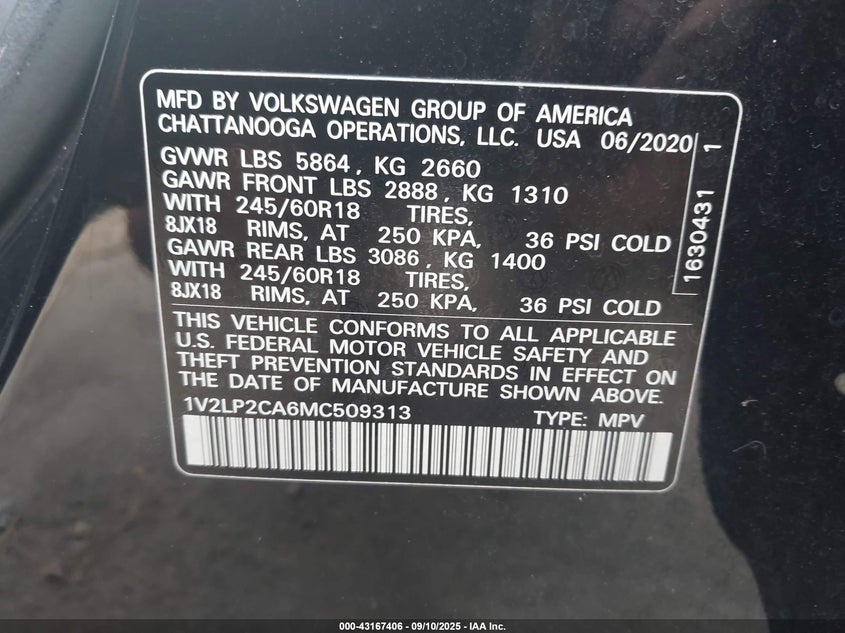 MFD BY VOLKSWAGEN GROUP OF AMERICA
CHATTANOOGA OPERATIONS, LLC. USA 06/2020
GVWR LBS 5864, KG 2660
GAWR FRONT LBS 2888, KG 1310
WITH 245/60R18 TIRES,
8JX18 RIMS, AT 250 KPA, 36 PSI COLD
GAWR REAR LBS 3086, KG 1400
WITH 245/60R18 TIRES,
8JX18 RIMS, AT 250 KPA, 36 PSI COLD
THIS VEHICLE CONFORMS TO ALL APPLICABLE
U.S. FEDERAL MOTOR VEHICLE SAFETY AND
THEFT PREVENTION STANDARDS IN EFFECT ON
THE DATE OF MANUFACTURE SHOWN ABOVE.
1V2LP2CA6MC509313 TYPE: MPV
1630431 1
000-43167406 - 09/10/2025 - IAA Inc.